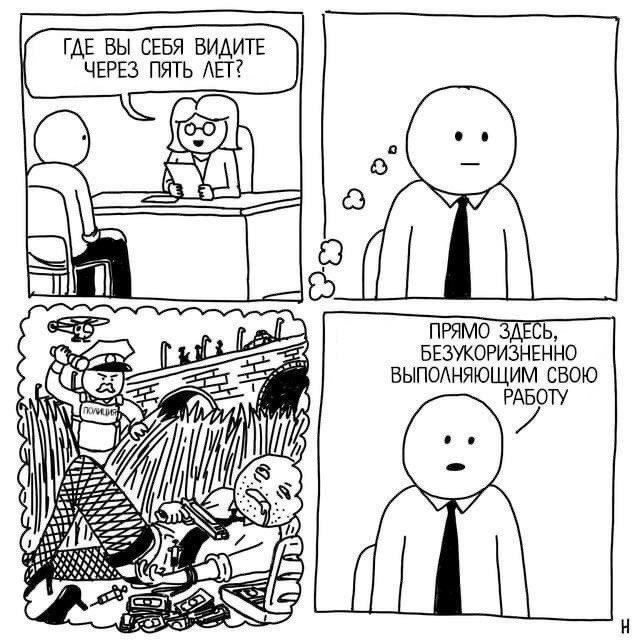 ГДЕ ВЫ СЕБЯ ВИДИТЕ
ЧЕРЕЗ ПЯТЬ ЛЕТ?
ПОЛИЦИЯ
ПРЯМО ЗДЕСЬ,
БЕЗУКОРИЗНЕННО
ВЫПОЛНЯЮЩИМ СВОЮ
РАБОТУ
Н